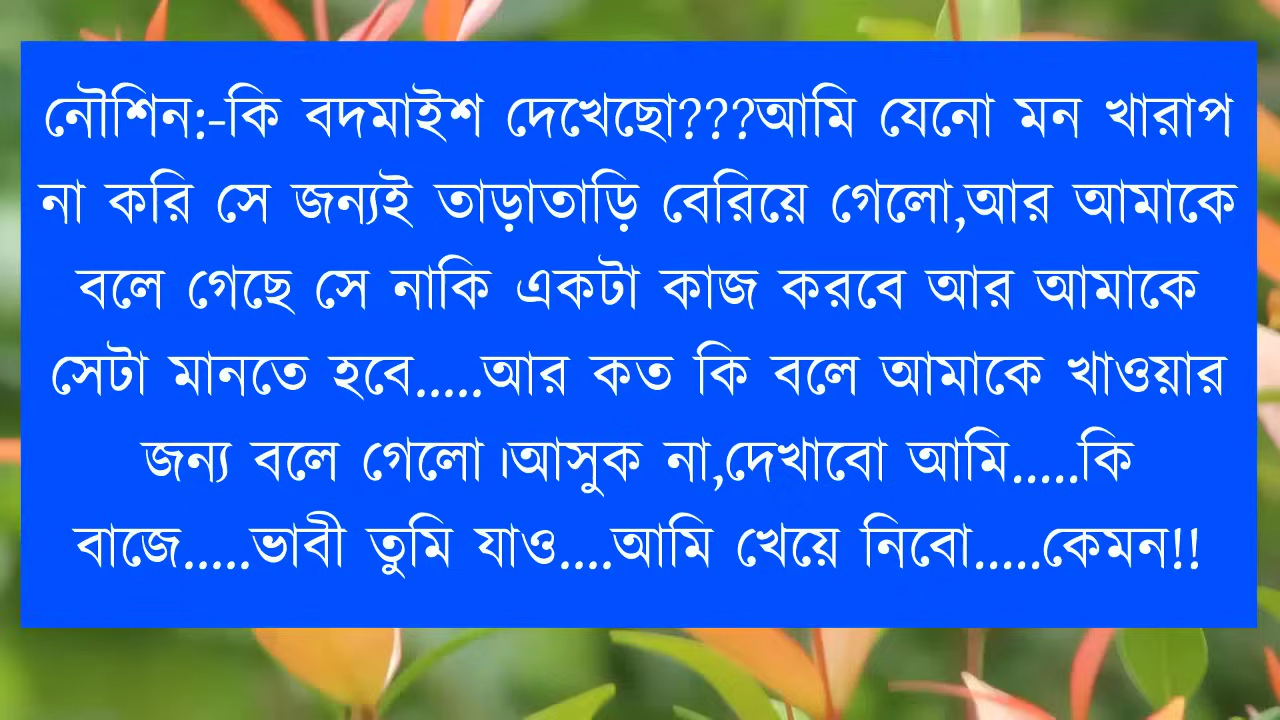 নৌশিন:-কি বদমাইশ দেখেছো???আমি যেনো মন খারাপ
না করি সে জন্যই তাড়াতাড়ি বেরিয়ে গেলো,আর আমাকে
বলে গেছে সে নাকি একটা কাজ করবে আর আমাকে
সেটা মানতে হবে.....আর কত কি বলে আমাকে খাওয়ার
জন্য বলে গেলো।আসুক না,দেখাবো আমি.....কি
বাজে.....ভাবী তুমি যাও....আমি খেয়ে নিবো.....কেমন!!